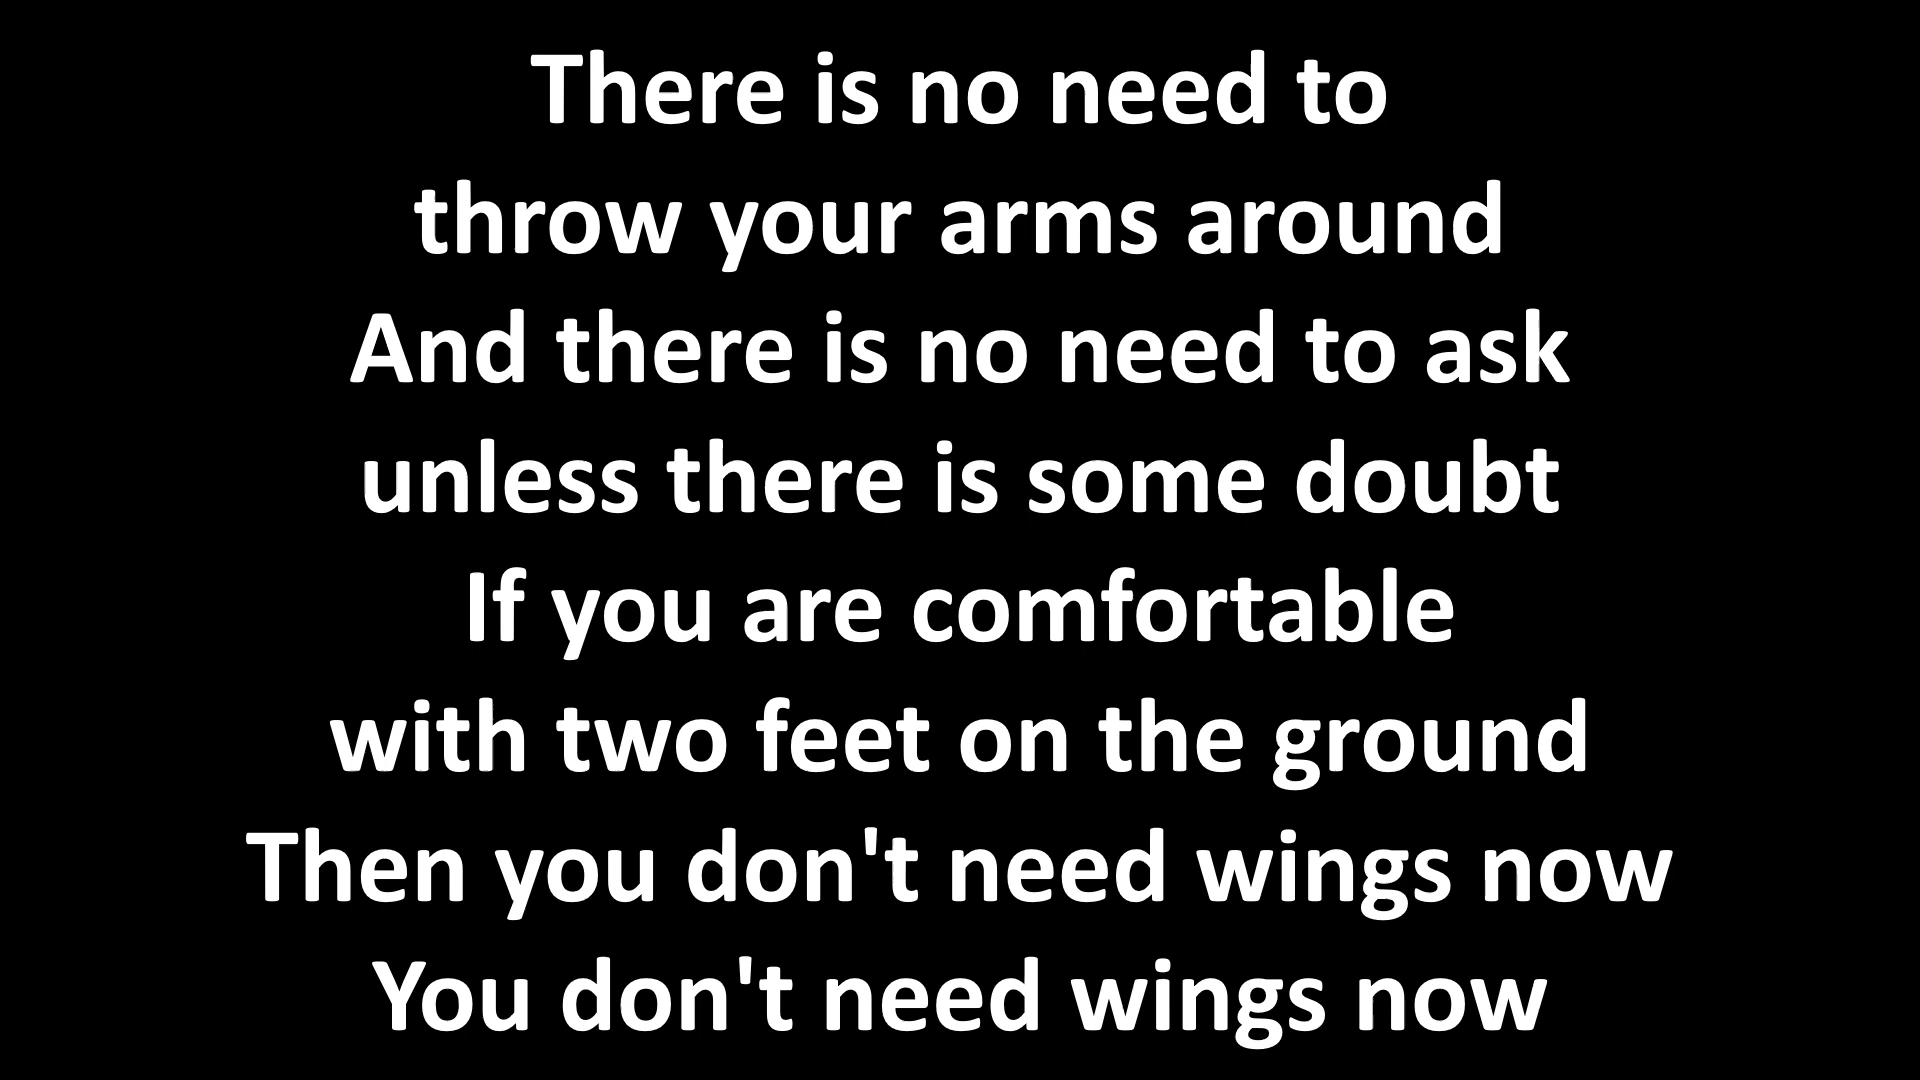 There is no need to
throw your arms around
And there is no need to ask
unless there is some doubt
If you are comfortable
with two feet on the ground
Then you don't need wings now
You don't need wings now